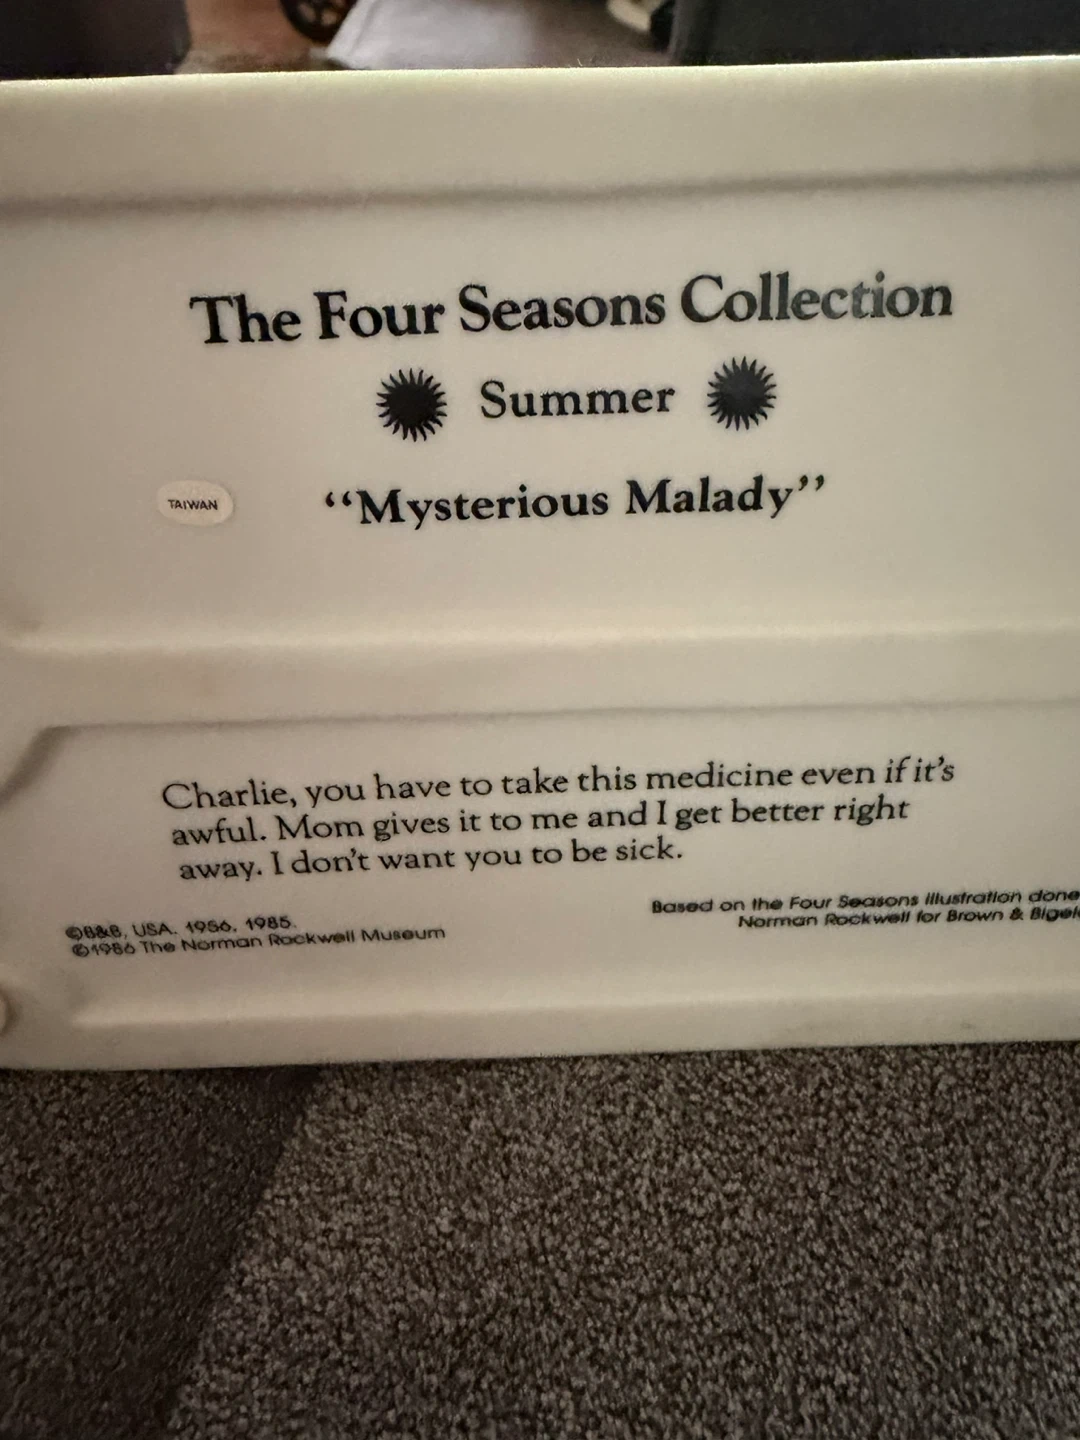 The Four Seasons Collection
Summer
TAIWAN
“Mysterious Malady”
Charlie, you have to take this medicine even if it's
awful. Mom gives it to me and I get better right
away. I don't want you to be sick.
©B&B, USA. 1956, 1985.
©1986 The Norman Rockwell Museum
Based on the Four Seasons illustration done
Norman Rockwell for Brown & Bigel